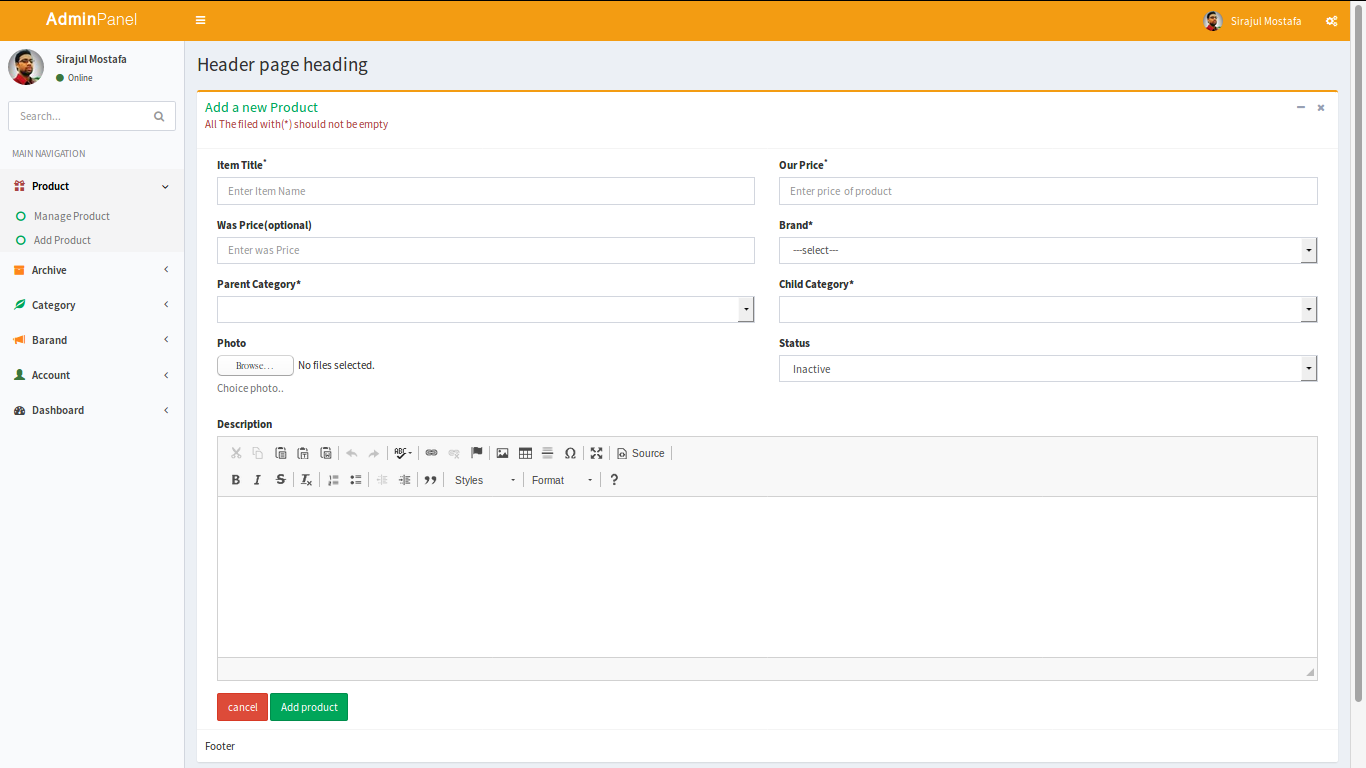 AdminPanel
Sirajul Mostafa
Sirajul Mostafa
Online
Search...
MAIN NAVIGATION
Product
Manage Product
Add Product
Archive
Category
Barand
Account
Dashboard
Header page heading
Add a new Product
All The filed with(*) should not be empty
Item Title*
Our Price*
Enter Item Name
Enter price of product
Was Price(optional)
Brand*
Enter was Price
---select---
Parent Category*
Child Category*
Photo
Status
Browse... No files selected.
Inactive
Choice photo..
Description
ABC
Ω
Source
B I S Tx
Styles
Format
?
cancel
Add product
Footer